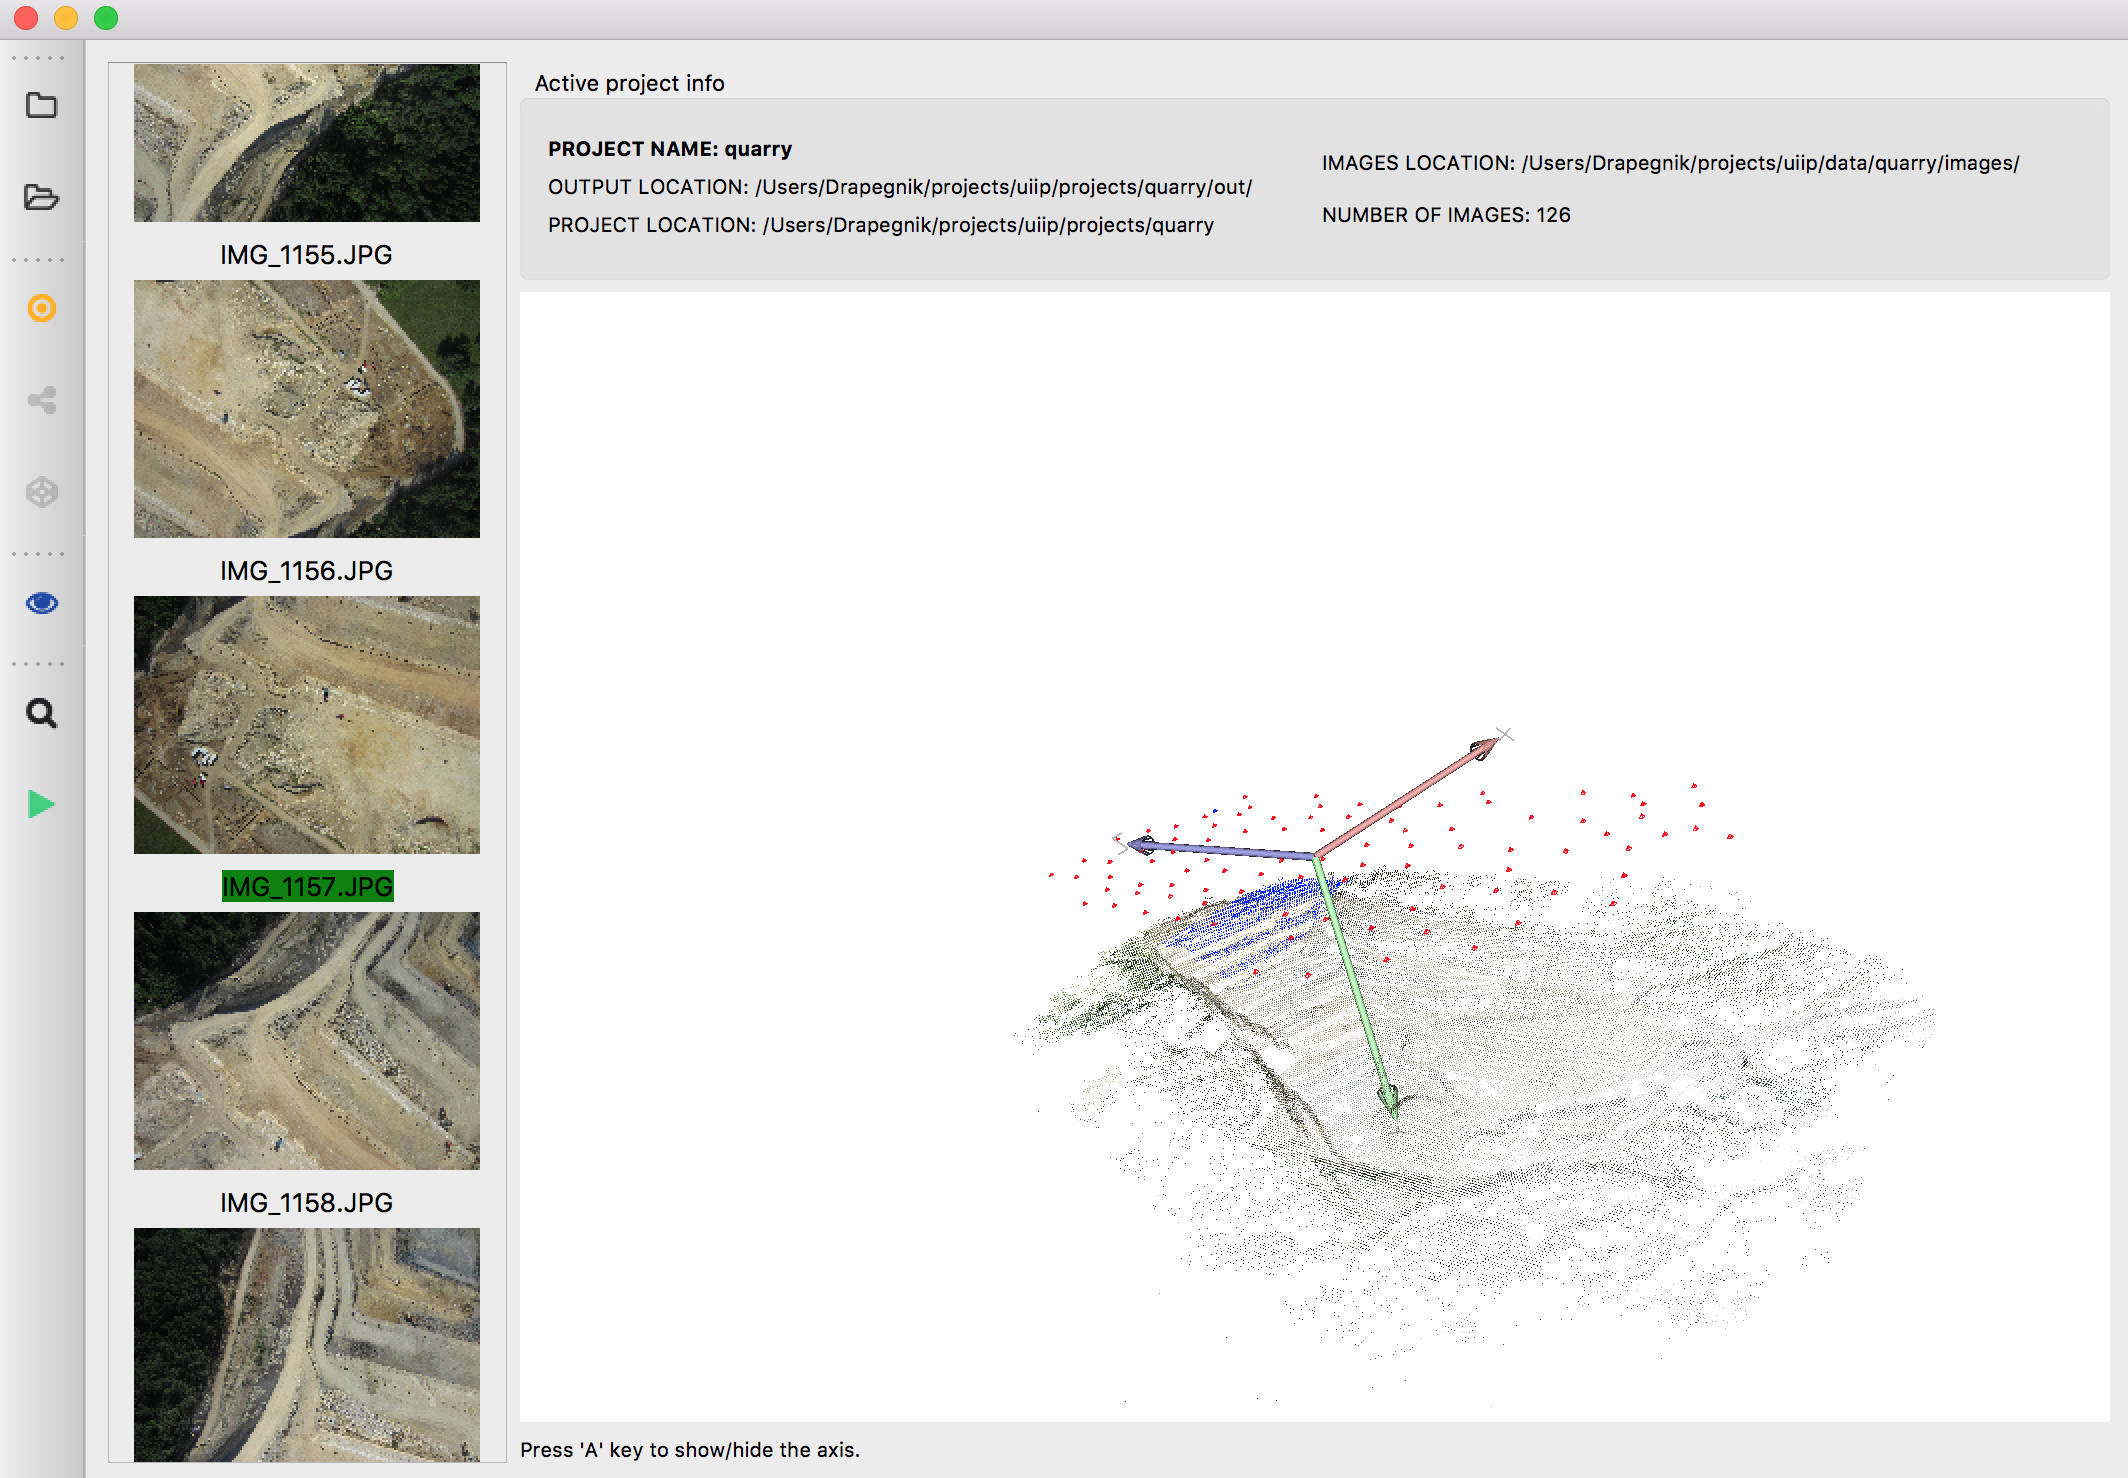 Active project info
PROJECT NAME: quarry
OUTPUT LOCATION: /Users/Drapegnik/projects/uiip/projects/quarry/out/
PROJECT LOCATION: /Users/Drapegnik/projects/uiip/projects/quarry
IMAGES LOCATION: /Users/Drapegnik/projects/uiip/data/quarry/images/
NUMBER OF IMAGES: 126
IMG_1155.JPG
IMG_1156.JPG
IMG_1157.JPG
IMG_1158.JPG
X
Press 'A' key to show/hide the axis.